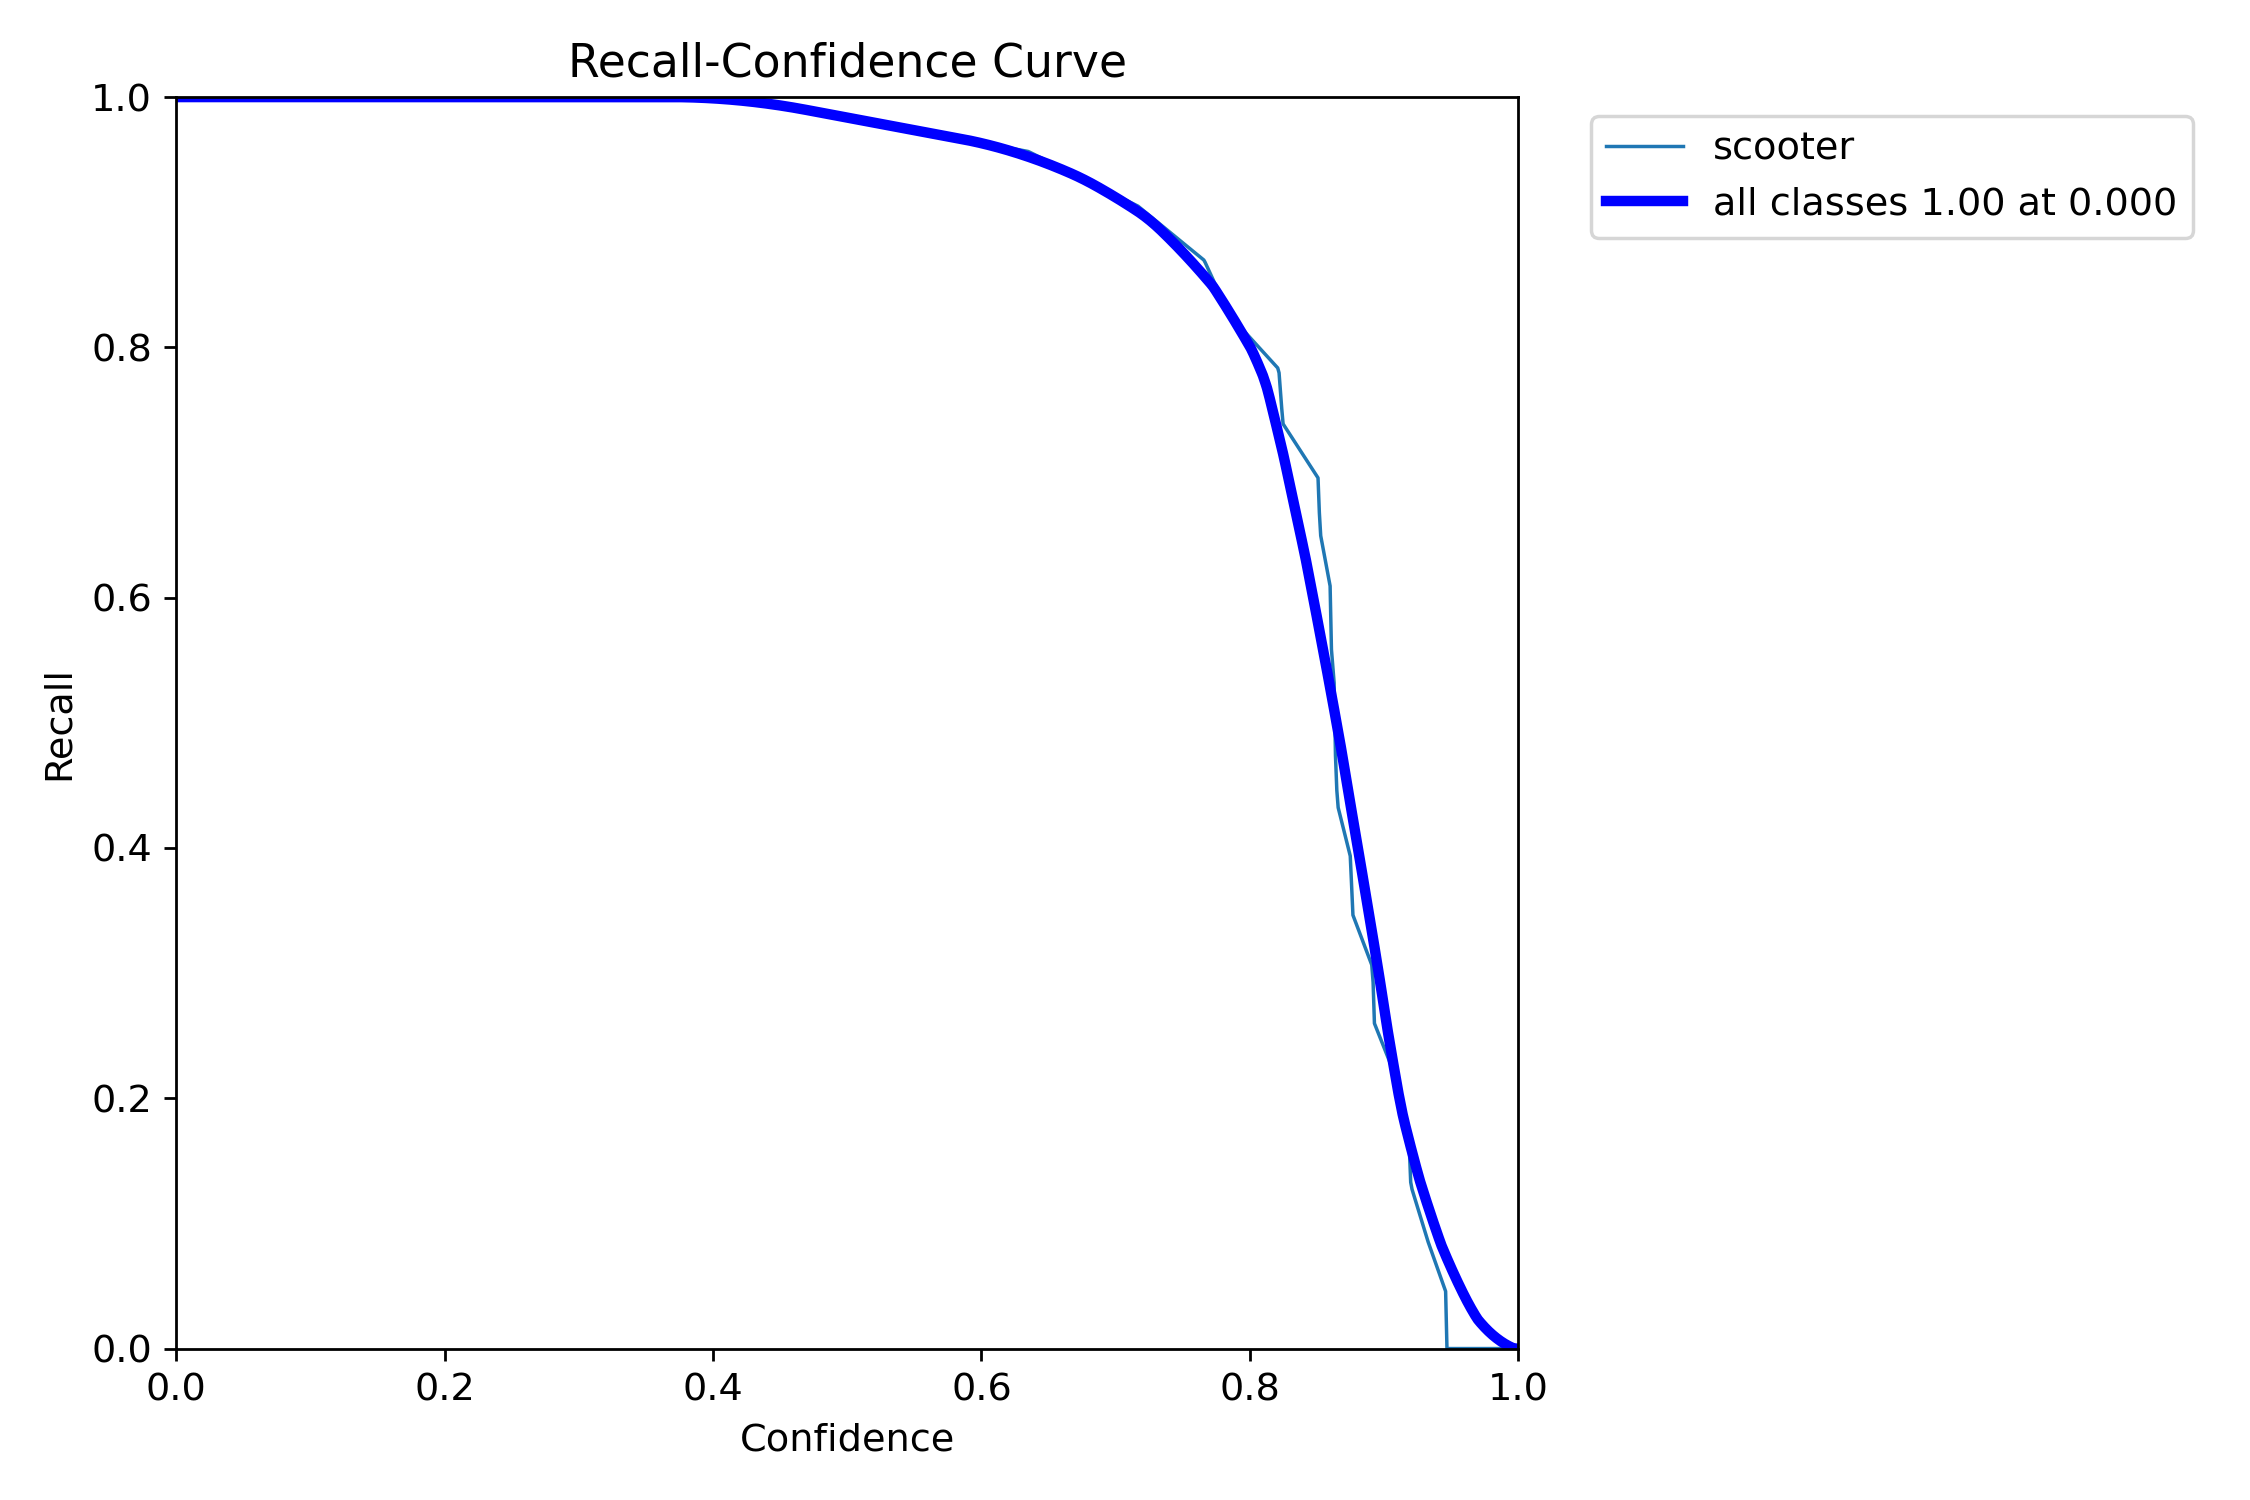 Recall-Confidence Curve
scooter
all classes 1.00 at 0.000
1.0
0.8
0.6
0.4
0.2
0.0
Recall
0.0 0.2 0.4 0.6 0.8 1.0
Confidence